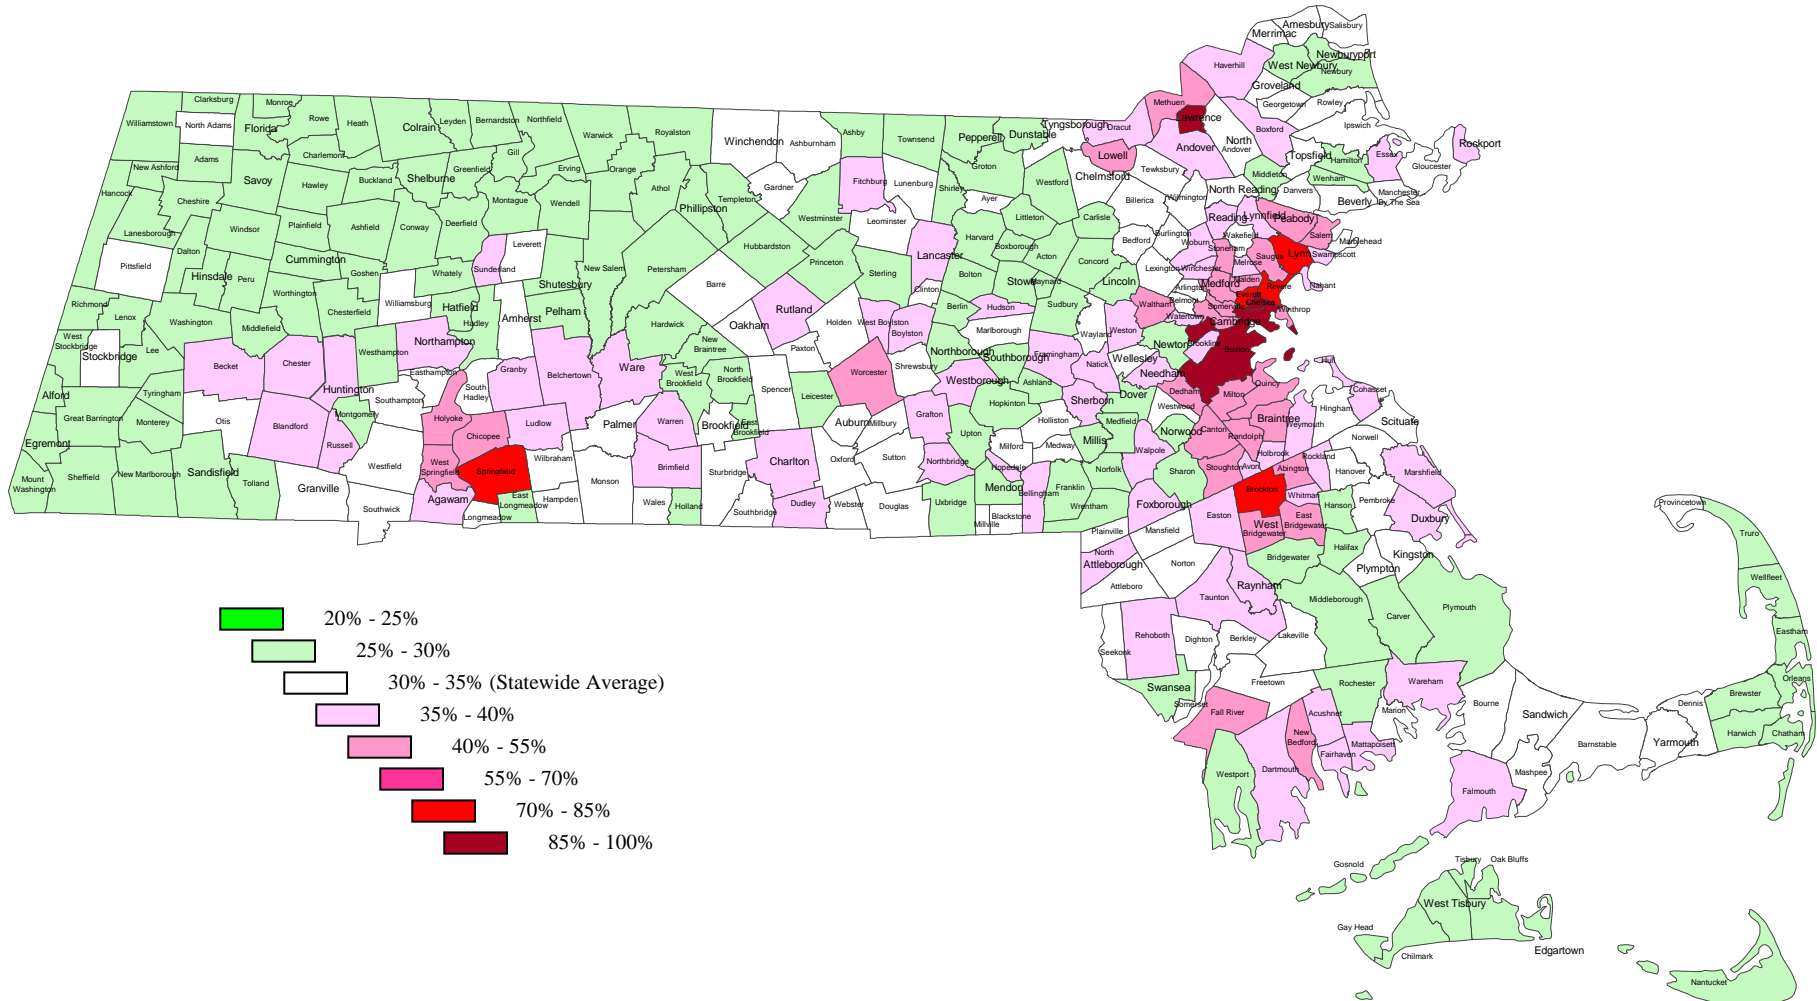 Amesbury
Salisbury
Merrimac
Newburyport
West Newbury
Newbury
Haverhill
Groveland
Georgetown
Rowley
Ipswich
Methuen
Lawrence
Boxford
Rockport
Essex
Gloucester
Clarksburg
Monroe
Williamstown
North Adams
Florida
Rowe
Heath
Colrain
Leyden
Bernardston
Northfield
Warwick
Royalston
Winchendon
Ashburnham
Ashby
Townsend
Pepperell
Dunstable
Tyngsborough
Dracut
Andover
North
Andover
Topsfield
Hamilton
Wenham
Manchester
By The Sea
Lowell
Tewksbury
Chelmsford
Middleton
Danvers
Beverly
New Ashford
Adams
Savoy
Charlemont
Hawley
Buckland
Shelburne
Greenfield
Gill
Erving
Orange
Athol
Phillipston
Templeton
Gardner
Westminster
Fitchburg
Lunenburg
Shirley
Groton
Ayer
Westford
Littleton
Carlisle
Billerica
Wilmington
North Reading
Reading
Lynnfield
Peabody
Salem
Marblehead
Hancock
Cheshire
Lanesborough
Windsor
Plainfield
Ashfield
Conway
Deerfield
Montague
Wendell
New Salem
Petersham
Hubbardston
Princeton
Leominster
Lancaster
Harvard
Boxborough
Acton
Concord
Bedford
Burlington
Woburn
Wakefield
Stoneham
Saugus
Lynn
Swampscott
Nahant
Dalton
Pittsfield
Hinsdale
Peru
Cummington
Goshen
Whately
Sunderland
Leverett
Shutesbury
Barre
Sterling
Bolton
Stow
Maynard
Lincoln
Lexington
Winchester
Melrose
Malden
Medford
Revere
Everett
Chelsea
Winthrop
Arlington
Belmont
Somerville
Cambridge
Watertown
Waltham
Richmond
Lenox
Washington
Middlefield
Worthington
Chesterfield
Williamsburg
Hatfield
Hadley
Amherst
Pelham
Hardwick
New
Braintree
Oakham
Rutland
Holden
Paxton
West Boylston
Boylston
Clinton
Berlin
Hudson
Marlborough
Sudbury
Wayland
Weston
Newton
Brookline
Boston
West
Stockbridge
Stockbridge
Lee
Becket
Chester
Huntington
Westhampton
Northampton
Easthampton
Southampton
South
Hadley
Granby
Belchertown
Ware
West
Brookfield
North
Brookfield
Spencer
Leicester
Worcester
Shrewsbury
Northborough
Southborough
Westborough
Framingham
Natick
Wellesley
Needham
Dedham
Milton
Quincy
Hull
Cohasset
Alford
Great Barrington
Tyringham
Monterey
Otis
Blandford
Montgomery
Russell
Holyoke
Chicopee
Ludlow
Palmer
Warren
Brookfield
East
Brookfield
Auburn
Millbury
Grafton
Upton
Hopkinton
Ashland
Sherborn
Dover
Westwood
Norwood
Canton
Randolph
Braintree
Weymouth
Hingham
Scituate
Norwell
Egremont
Mount
Washington
Sheffield
New Marlborough
Sandisfield
Tolland
Granville
Westfield
West
Springfield
Springfield
Agawam
Southwick
Longmeadow
East
Longmeadow
Wilbraham
Hampden
Monson
Wales
Brimfield
Holland
Sturbridge
Southbridge
Charlton
Dudley
Oxford
Webster
Sutton
Douglas
Northbridge
Uxbridge
Milford
Hopedale
Mendon
Millville
Blackstone
Bellingham
Holliston
Medway
Millis
Medfield
Norfolk
Franklin
Wrentham
Walpole
Sharon
Stoughton
Avon
Holbrook
Rockland
Abington
Hanover
Brockton
Whitman
Hanson
Pembroke
Marshfield
Duxbury
Foxborough
Plainville
Mansfield
Easton
West
Bridgewater
East
Bridgewater
Bridgewater
Halifax
Plympton
Kingston
North
Attleborough
Attleboro
Norton
Raynham
Taunton
Middleborough
Carver
Plymouth
Provincetown
Truro
Wellfleet
Eastham
Orleans
Brewster
Dennis
Harwich
Chatham
Seekonk
Rehoboth
Dighton
Berkley
Lakeville
Freetown
Swansea
Somerset
Fall River
Westport
Dartmouth
New
Bedford
Acushnet
Fairhaven
Rochester
Mattapoisett
Marion
Wareham
Bourne
Sandwich
Barnstable
Yarmouth
Mashpee
Falmouth
Gosnold
Tisbury
Oak Bluffs
West Tisbury
Gay Head
Chilmark
Edgartown
Nantucket
20% - 25%
25% - 30%
30% - 35% (Statewide Average)
35% - 40%
40% - 55%
55% - 70%
70% - 85%
85% - 100%